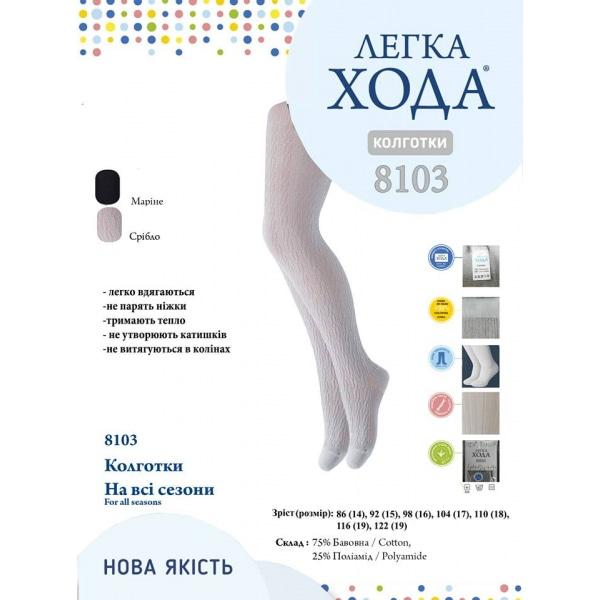 ЛЕГКА
ХОДА®
КОЛГОТКИ
8103
Маріне
Срібло
- легко вдягаються
-не парять ніжки
-тримають тепло
- не утворюють катишків
-не витягуються в колінах
8103
Колготки
На всі сезони
For all seasons
ЛЕГКА
ХОДА
Зріст(розмір): 86 (14), 92 (15), 98 (16), 104 (17), 110 (18),
116 (19), 122 (19)
Склад : 75% Бавовна / Cotton,
25% Поліамід / Polyamide
НОВА ЯКІСТЬ